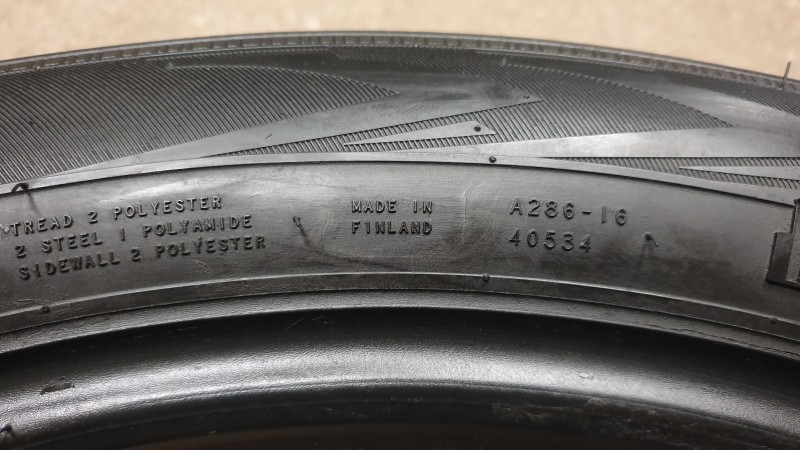 TREAD 2 POLYESTER
2 STEEL 1 POLYAMIDE
SIDEWALL 2 POLYESTER
MADE IN
FINLAND
A286-16
40534